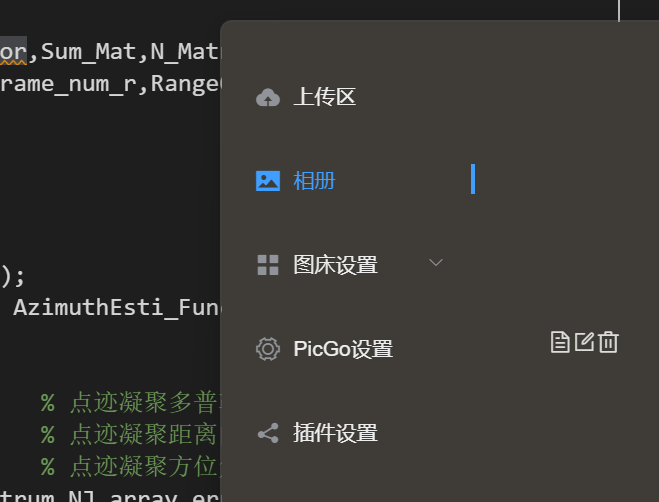 or,Sum_Mat,N_Mat
rame_num_r,Range
上传区
相册
);
图床设置
AzimuthEsti_Fun
PicGo设置
% 点迹凝聚多普
% 点迹凝聚距离
插件设置
% 点迹凝聚方位
trum_N1_array_er